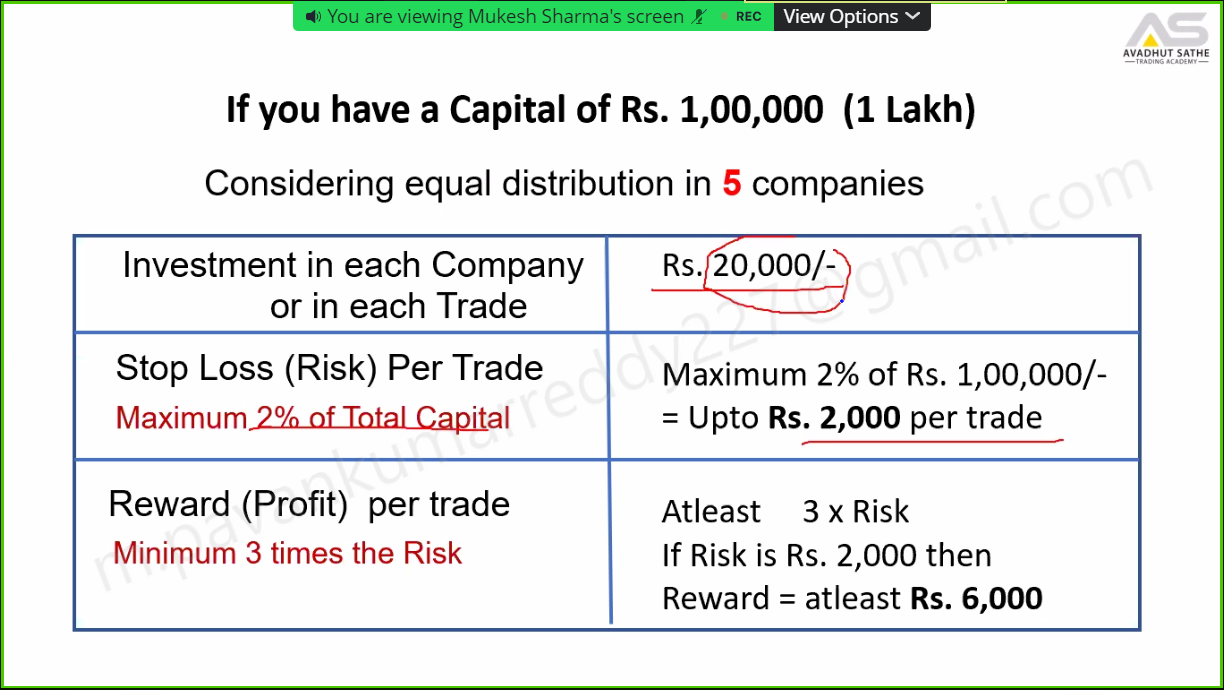 You are viewing Mukesh Sharma's screen REC View Options
AS
AVADHUT SATHE
TRADING ACADEMY
If you have a Capital of Rs. 1,00,000 (1 Lakh)
Considering equal distribution in 5 companies
Investment in each Company
or in each Trade
Rs. 20,000/-
Stop Loss (Risk) Per Trade
Maximum 2% of Total Capital
Maximum 2% of Rs. 1,00,000/-
= Upto Rs. 2,000 per trade
Reward (Profit) per trade
Minimum 3 times the Risk
Atleast 3 x Risk
If Risk is Rs. 2,000 then
Reward = atleast Rs. 6,000
m.pavankumarreddy227@gmail.com